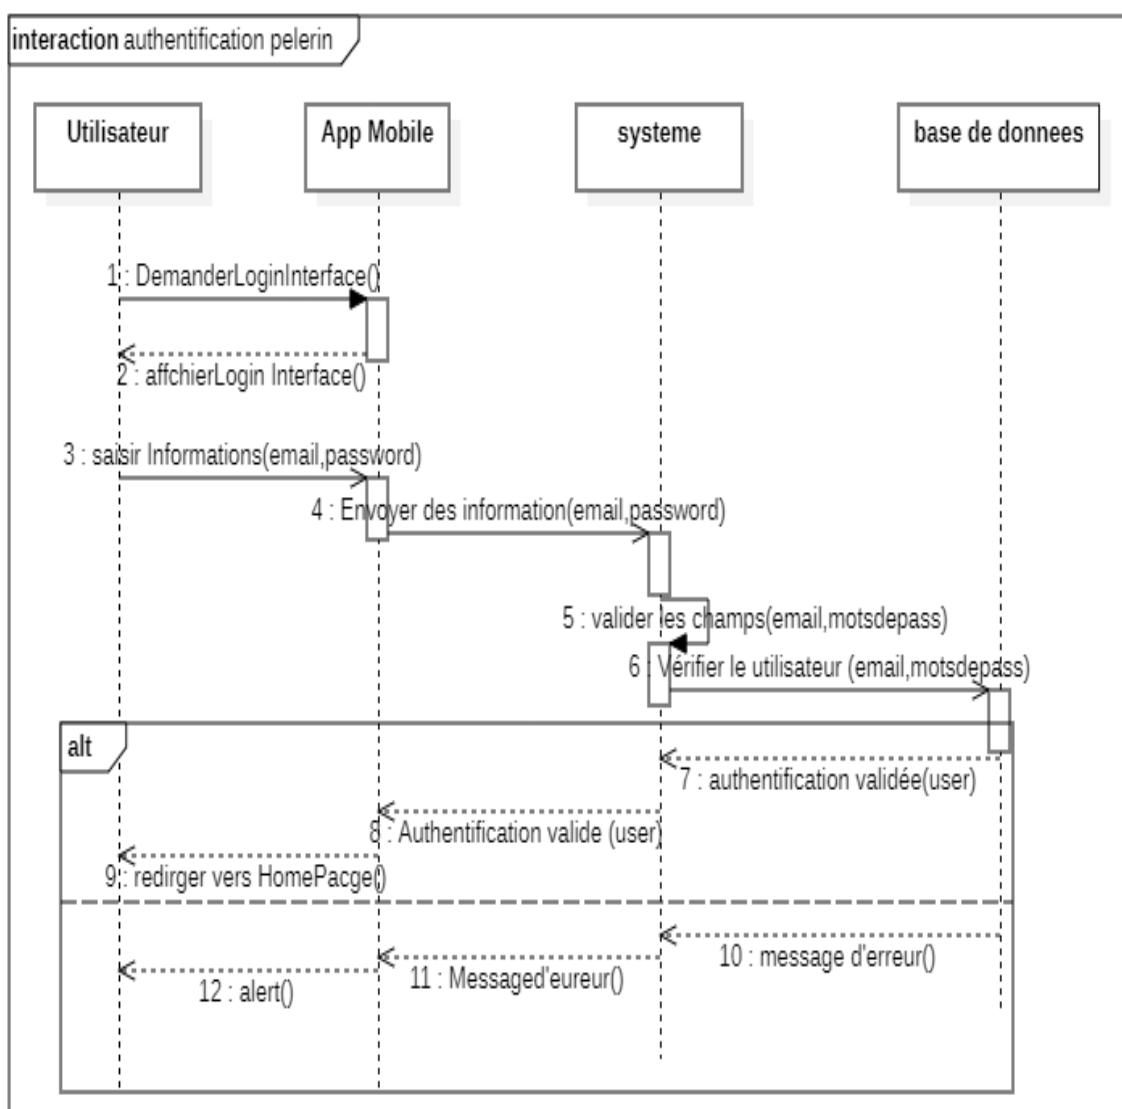 interaction authentification pelerin
Utilisateur
App Mobile
systeme
base de donnees
1 : DemanderLoginInterface()
2 : affchierLogin Interface()
3 : saisir Informations(email,password)
4 : Envoyer des information(email,password)
5 : valider les champs(email,motsdepass)
6 : Vérifier le utilisateur (email,motsdepass)
alt
7 : authentification validée(user)
8 : Authentification valide (user)
9 : redirger vers HomePacge()
10 : message d'erreur()
11 : Messaged'eureur()
12 : alert()